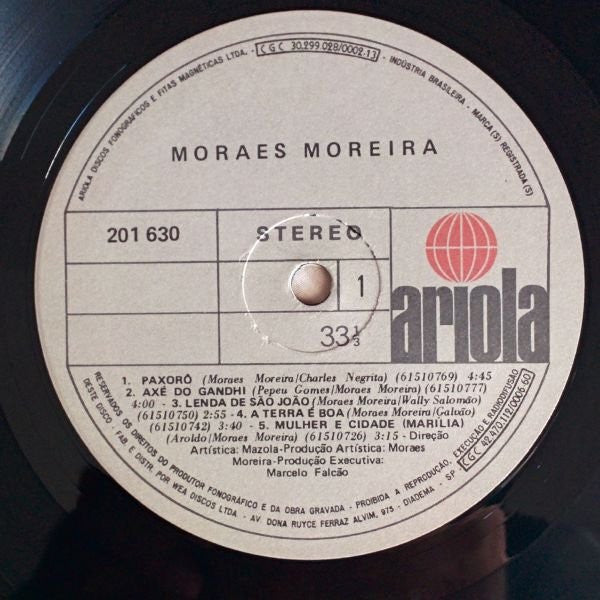 ARIOLA DISCOS FONOGRÁFICOS E FITAS MAGNÉTICAS LTDA. - CGC 30.299.028/0002-13 - INDÚSTRIA BRASILEIRA - MARCA(S) REGISTRADA(S)
MORAES MOREIRA
201 630
STEREO
1
33⅓
ariola
1. PAXORÔ (Moraes Moreira/Charles Negrita) (61510769) 4:45
2. AXÉ DO GANDHI (Pepeu Gomes/Moraes Moreira) (61510777)
4:00 - 3. LENDA DE SÃO JOÃO (Moraes Moreira/Wally Salomão)
(61510750) 2:55 - 4. A TERRA É BOA (Moraes Moreira/Galvão)
(61510742) 3:40 - 5. MULHER E CIDADE (MARÍLIA)
(Aroldo/Moraes Moreira) (61510726) 3:15 - Direção
Artística: Mazola-Produção Artística: Moraes
Moreira-Produção Executiva:
Marcelo Falcão
RESERVADOS OS DIREITOS DO PRODUTOR FONOGRÁFICO E DA OBRA GRAVADA - PROIBIDA A REPRODUÇÃO, EXECUÇÃO E RADIODIFUSÃO
DESTE DISCO - FAB E DISTR. POR WEA DISCOS LTDA. - AV. DONA RUYCE FERRAZ ALVIM, 975 - DIADEMA - SP - CGC 42.470.112/0006-60